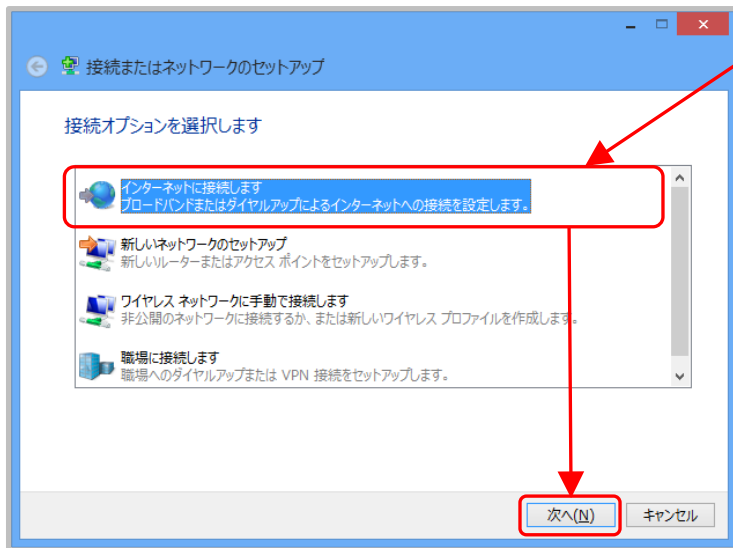 接続またはネットワークのセットアップ
接続オプションを選択します
インターネットに接続します
ブロードバンドまたはダイヤルアップによるインターネットへの接続を設定します。
新しいネットワークのセットアップ
新しいルーターまたはアクセス ポイントをセットアップします。
ワイヤレス ネットワークに手動で接続します
非公開のネットワークに接続するか、または新しいワイヤレス プロファイルを作成します。
職場に接続します
職場へのダイヤルアップまたは VPN 接続をセットアップします。
次へ(N) キャンセル